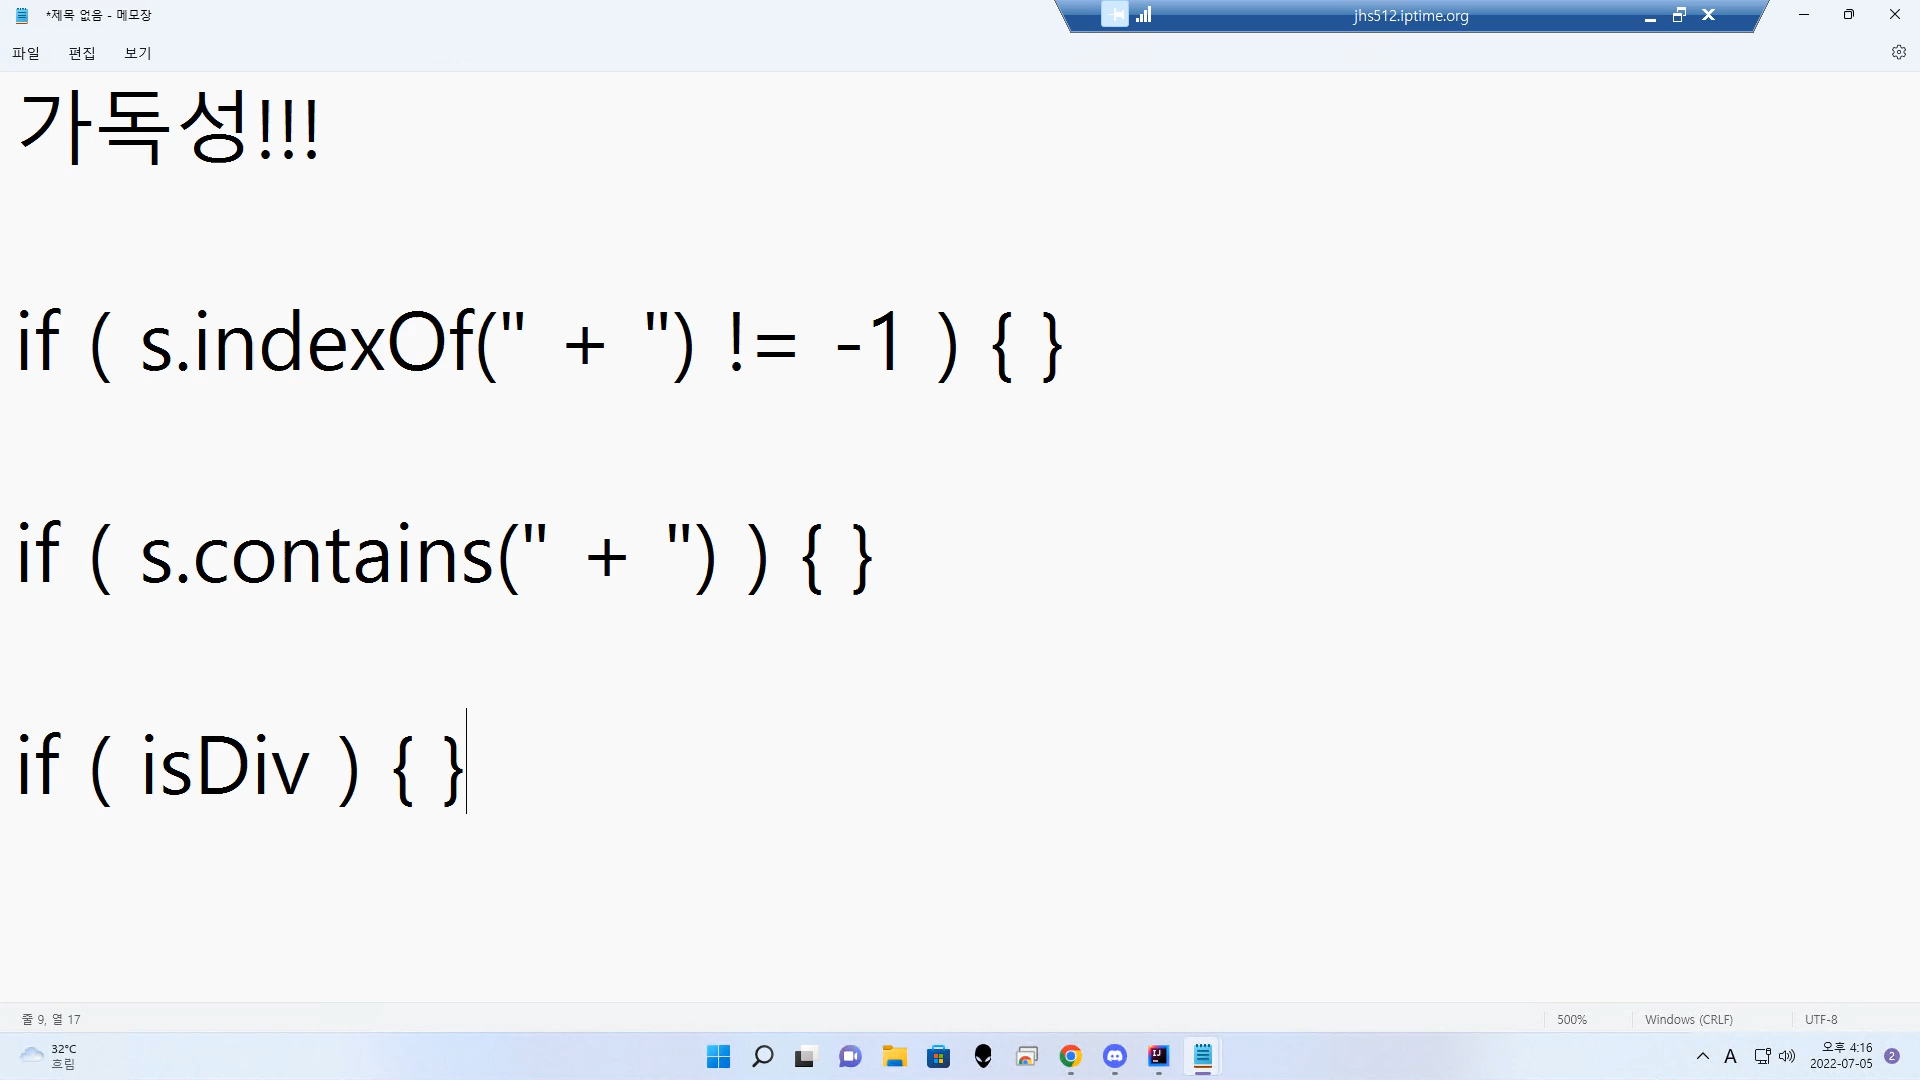 *제목 없음 - 메모장
jhs512.iptime.org
파일 편집 보기
가독성!!!
if ( s.indexOf(" + ") != -1 ) { }
if ( s.contains(" + ") ) { }
if ( isDiv ) { }
줄 9, 열 17
500%
Windows (CRLF)
UTF-8
32°C
흐림
A
오후 4:16
2022-07-05
2